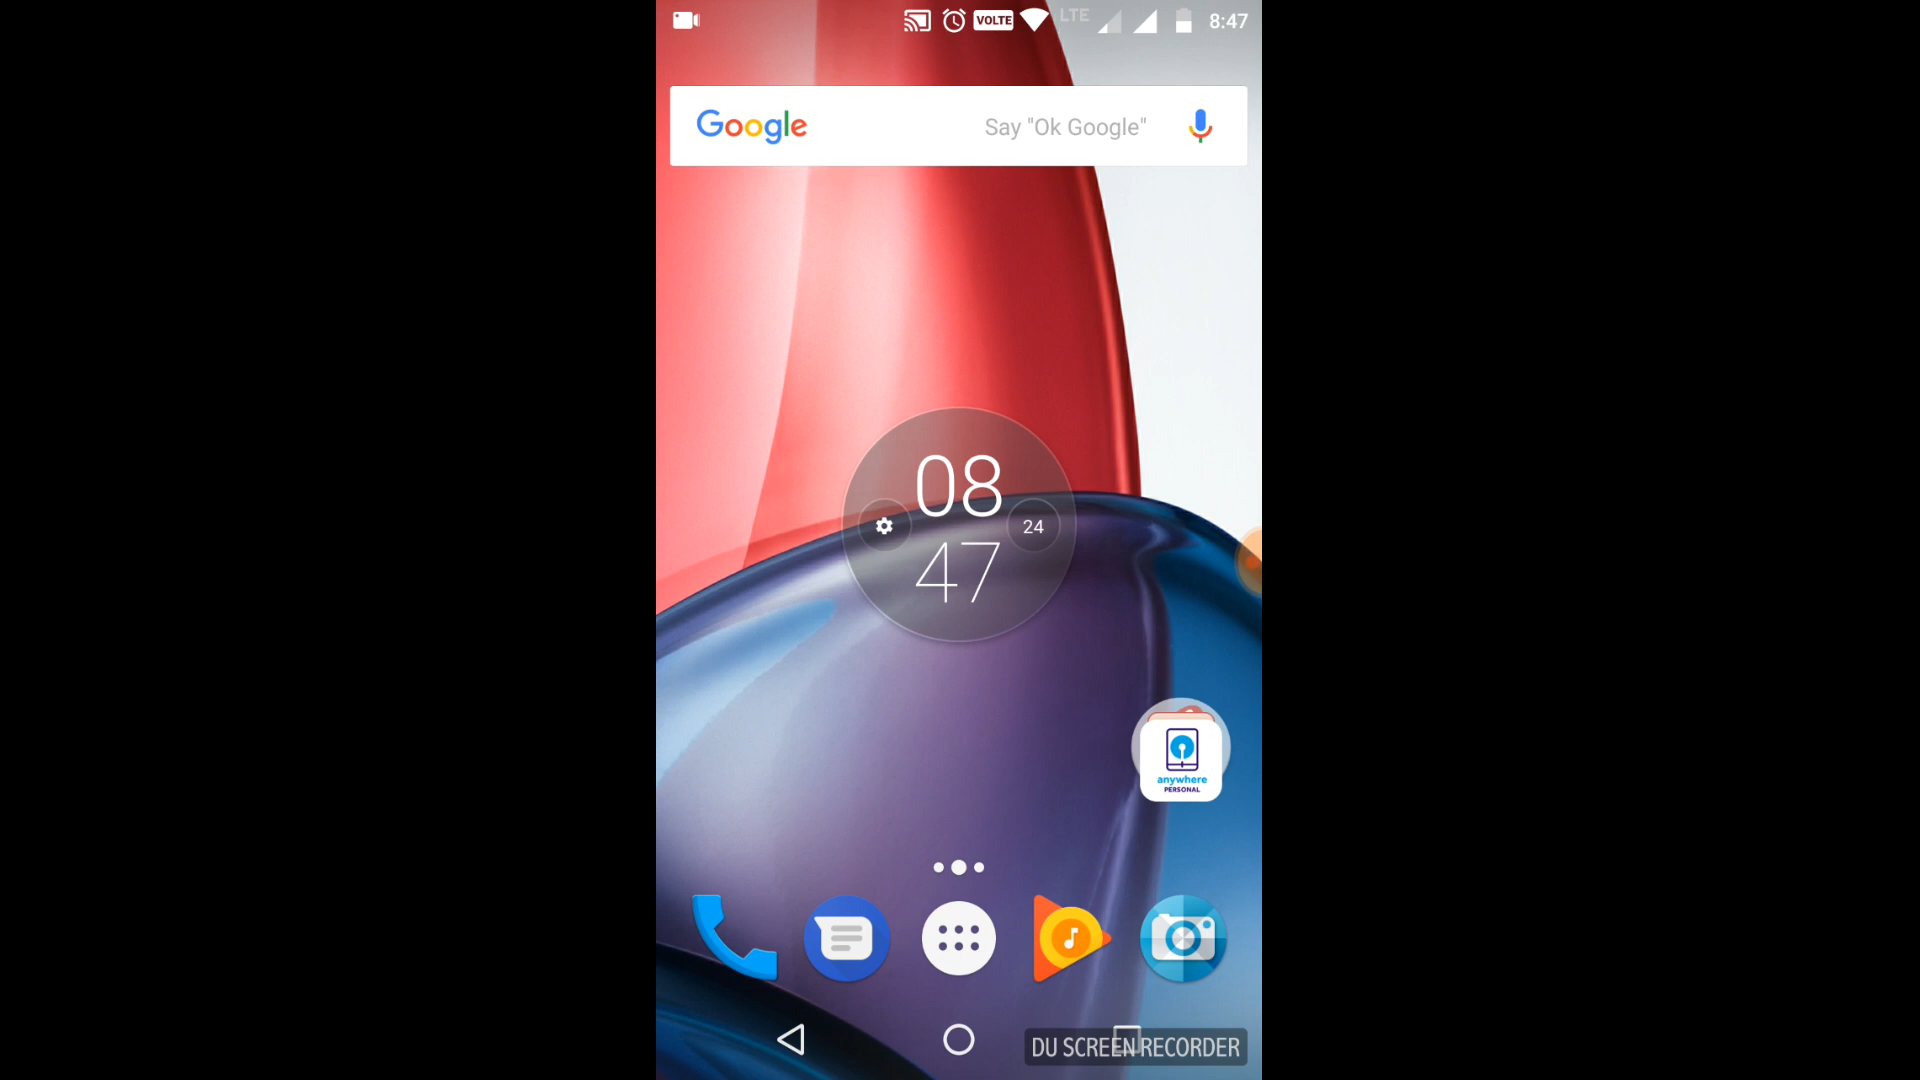 VOLTE LTE 8:47
Google Say "Ok Google"
08
24
47
anywhere
PERSONAL
DU SCREEN RECORDER